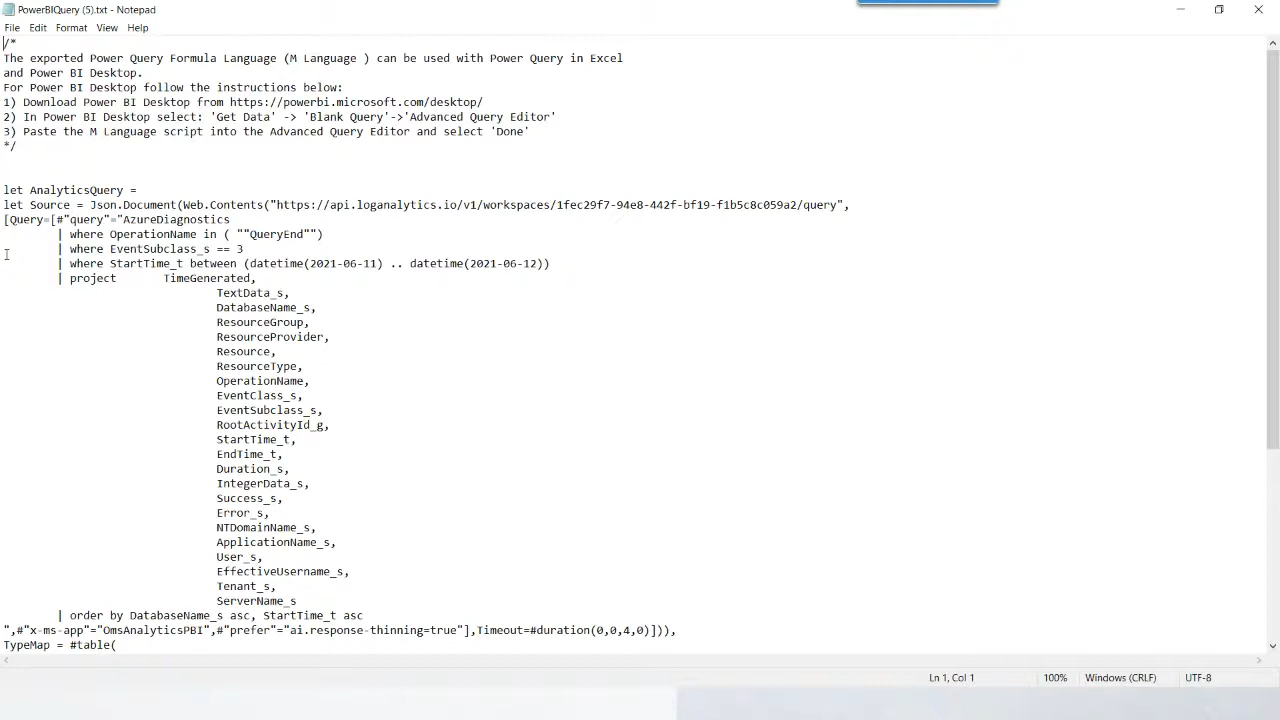 PowerBIQuery (5).txt - Notepad
File Edit Format View Help
/*
The exported Power Query Formula Language (M Language ) can be used with Power Query in Excel
and Power BI Desktop.
For Power BI Desktop follow the instructions below:
1) Download Power BI Desktop from https://powerbi.microsoft.com/desktop/
2) In Power BI Desktop select: 'Get Data' -> 'Blank Query'->'Advanced Query Editor'
3) Paste the M Language script into the Advanced Query Editor and select 'Done'
*/
let AnalyticsQuery =
let Source = Json.Document(Web.Contents("https://api.loganalytics.io/v1/workspaces/1fec29f7-94e8-442f-bf19-f1b5c8c059a2/query",
[Query=[#"query"="AzureDiagnostics
| where OperationName in ( ""QueryEnd"")
| where EventSubclass_s == 3
| where StartTime_t between (datetime(2021-06-11) .. datetime(2021-06-12))
| project TimeGenerated,
TextData_s,
DatabaseName_s,
ResourceGroup,
ResourceProvider,
Resource,
ResourceType,
OperationName,
EventClass_s,
EventSubclass_s,
RootActivityId_g,
StartTime_t,
EndTime_t,
Duration_s,
IntegerData_s,
Success_s,
Error_s,
NTDomainName_s,
ApplicationName_s,
User_s,
EffectiveUsername_s,
Tenant_s,
ServerName_s
| order by DatabaseName_s asc, StartTime_t asc
",#"x-ms-app"="OmsAnalyticsPBI",#"prefer"="ai.response-thinning=true"],Timeout=#duration(0,0,4,0)])),
TypeMap = #table(
Ln 1, Col 1 100% Windows (CRLF) UTF-8